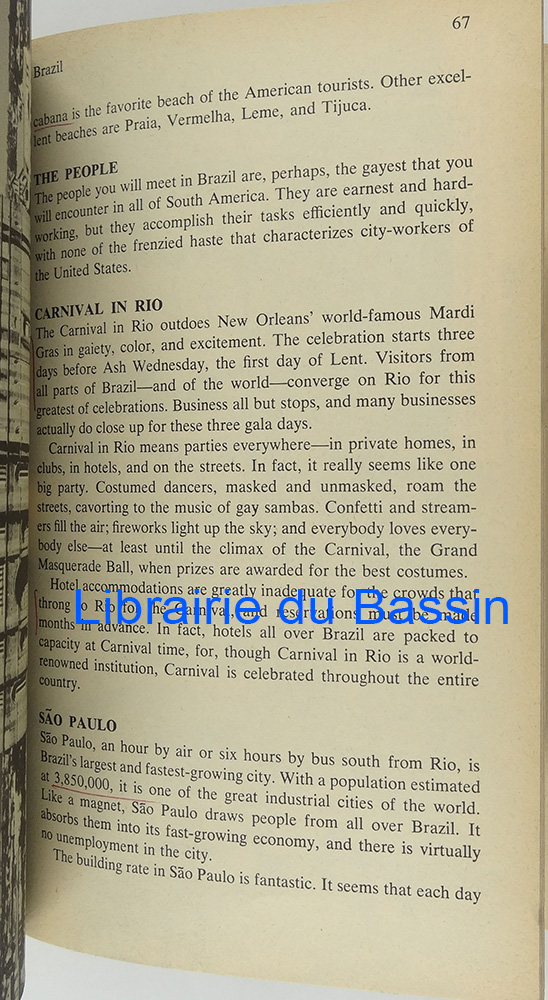 67
Brazil
cabana is the favorite beach of the American tourists. Other excel-
lent beaches are Praia, Vermelha, Leme, and Tijuca.
THE PEOPLE
The people you will meet in Brazil are, perhaps, the gayest that you
will encounter in all of South America. They are earnest and hard-
working, but they accomplish their tasks efficiently and quickly,
with none of the frenzied haste that characterizes city-workers of
the United States.
CARNIVAL IN RIO
The Carnival in Rio outdoes New Orleans' world-famous Mardi
Gras in gaiety, color, and excitement. The celebration starts three
days before Ash Wednesday, the first day of Lent. Visitors from
all parts of Brazil—and of the world—converge on Rio for this
greatest of celebrations. Business all but stops, and many businesses
actually do close up for these three gala days.
Carnival in Rio means parties everywhere—in private homes, in
clubs, in hotels, and on the streets. In fact, it really seems like one
big party. Costumed dancers, masked and unmasked, roam the
streets, cavorting to the music of gay sambas. Confetti and stream-
ers fill the air; fireworks light up the sky; and everybody loves every-
body else—at least until the climax of the Carnival, the Grand
Masquerade Ball, when prizes are awarded for the best costumes.
Hotel accommodations are greatly inadequate for the crowds that
throng to Rio for the Carnival, and reservations must be made
months in advance. In fact, hotels all over Brazil are packed to
capacity at Carnival time, for, though Carnival in Rio is a world-
renowned institution, Carnival is celebrated throughout the entire
country.
Librairie du Bassin
SÃO PAULO
São Paulo, an hour by air or six hours by bus south from Rio, is
Brazil's largest and fastest-growing city. With a population estimated
at 3,850,000, it is one of the great industrial cities of the world.
Like a magnet, São Paulo draws people from all over Brazil. It
absorbs them into its fast-growing economy, and there is virtually
no unemployment in the city.
The building rate in São Paulo is fantastic. It seems that each day